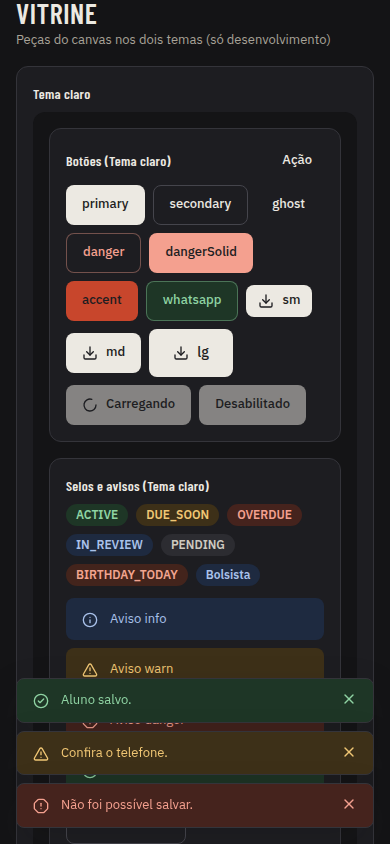 VITRINE
Peças do canvas nos dois temas (só desenvolvimento)
Tema claro
Botões (Tema claro)
Ação
primary
secondary
ghost
danger
dangerSolid
accent
whatsapp
sm
md
lg
Carregando
Desabilitado
Selos e avisos (Tema claro)
ACTIVE
DUE_SOON
OVERDUE
IN_REVIEW
PENDING
BIRTHDAY_TODAY
Bolsista
Aviso info
Aviso warn
Aluno salvo.
Aviso danger
Confira o telefone.
Não foi possível salvar.